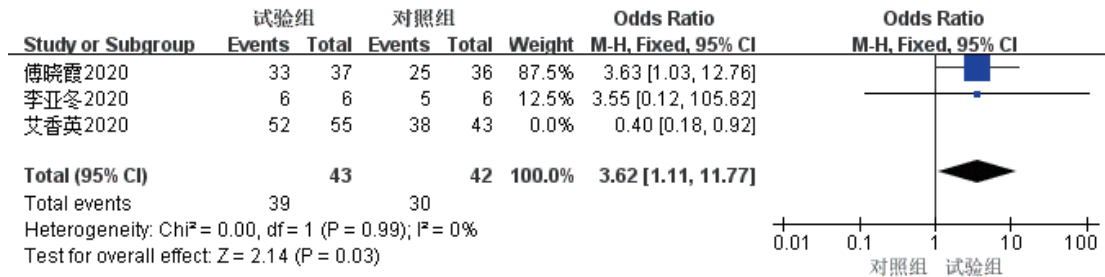 试验组 对照组 Odds Ratio Odds Ratio
Study or Subgroup Events Total Events Total Weight M-H, Fixed, 95% CI M-H, Fixed, 95% CI
傅晓霞2020 33 37 25 36 87.5% 3.63 [1.03, 12.76]
李亚冬2020 6 6 5 6 12.5% 3.55 [0.12, 105.82]
艾香英2020 52 55 38 43 0.0% 0.40 [0.18, 0.92]
Total (95% CI) 43 42 100.0% 3.62 [1.11, 11.77]
Total events 39 30
Heterogeneity: Chi² = 0.00, df = 1 (P = 0.99); I² = 0%
Test for overall effect: Z = 2.14 (P = 0.03)
0.01 0.1 1 10 100
对照组 试验组